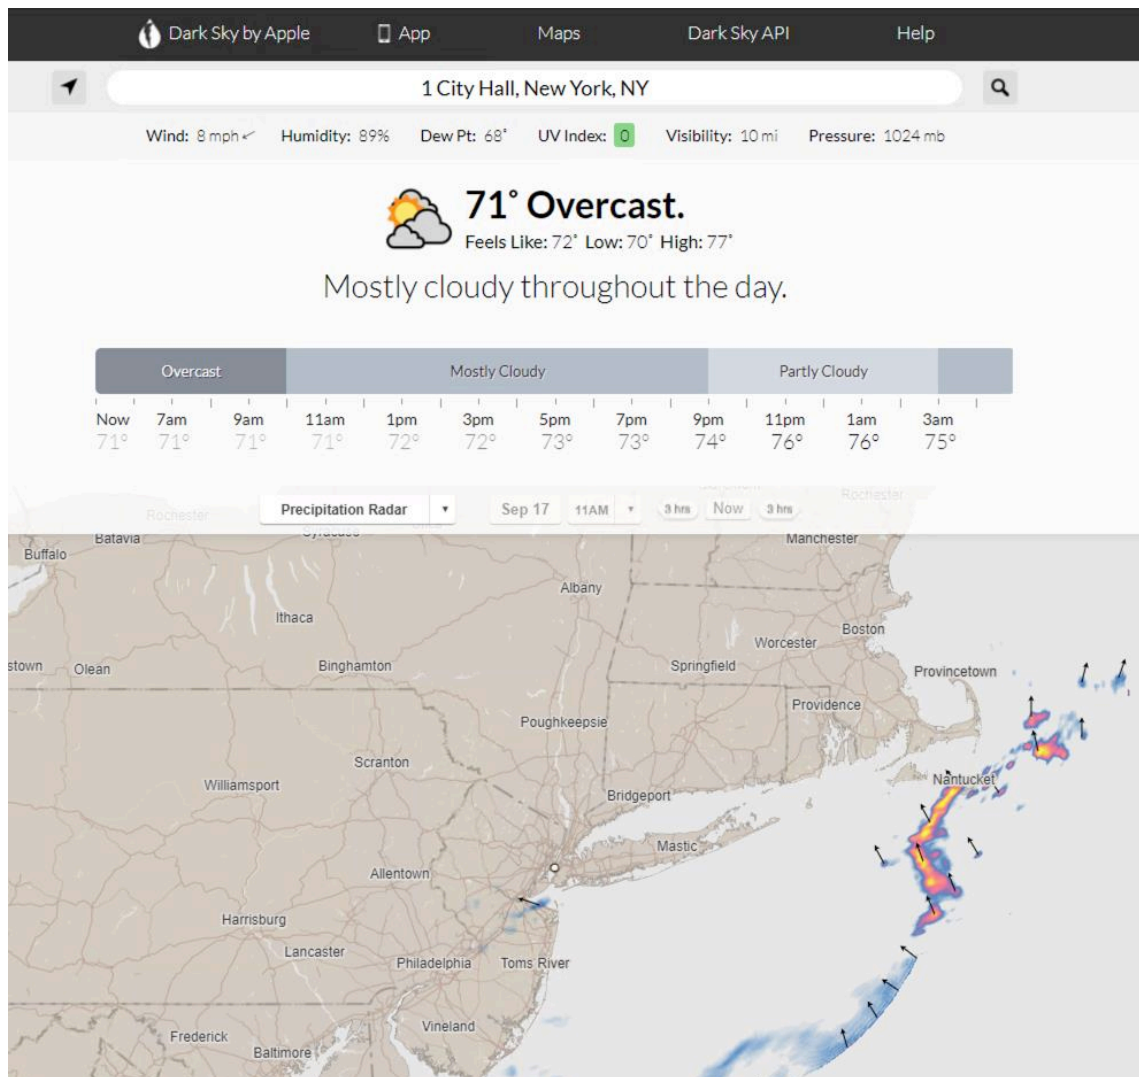 Dark Sky by Apple App Maps Dark Sky API Help
1 City Hall, New York, NY
Wind: 8 mph Humidity: 89% Dew Pt: 68° UV Index: 0 Visibility: 10 mi Pressure: 1024 mb
71° Overcast.
Feels Like: 72° Low: 70° High: 77°
Mostly cloudy throughout the day.
Overcast Mostly Cloudy Partly Cloudy
Now 7am 9am 11am 1pm 3pm 5pm 7pm 9pm 11pm 1am 3am
71° 71° 71° 71° 72° 72° 73° 73° 74° 76° 76° 75°
Rochester
Precipitation Radar Sep 17 11AM 3 hrs Now 3 hrs
Rochester
Syracuse
Batavia Manchester
Buffalo
Albany
Ithaca
Boston
Worcester
stown Olean Binghamton Springfield Provincetown
Providence
Poughkeepsie
Scranton
Williamsport Nantucket
Bridgeport
Mastic
Allentown
Harrisburg
Lancaster
Philadelphia Toms River
Vineland
Frederick
Baltimore